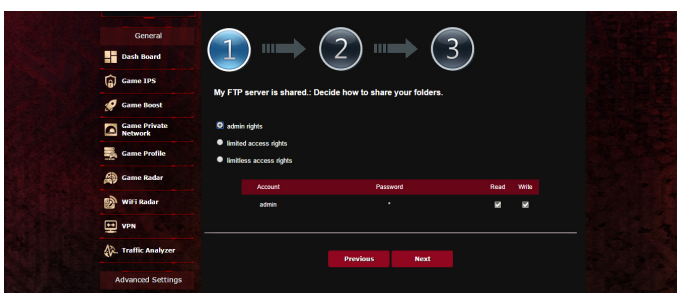 General
Dash Board
Game IPS
Game Boost
Game Private
Network
Game Profile
Game Radar
WiFi Radar
VPN
Traffic Analyzer
Advanced Settings
1 2 3
My FTP server is shared.: Decide how to share your folders.
admin rights
limited access rights
limitless access rights
Account Password Read Write
admin *
Previous Next